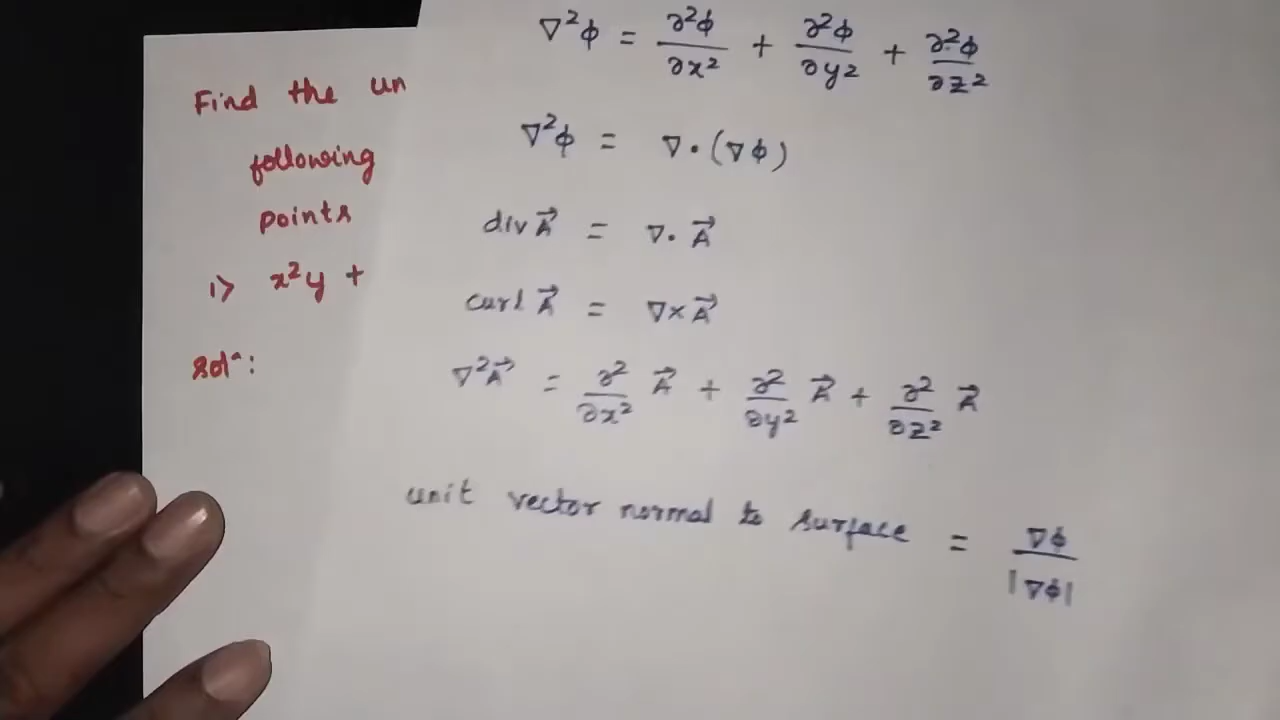 ∇²φ = ∂²φ/∂x² + ∂²φ/∂y² + ∂²φ/∂z²
∇²φ = ∇·(∇φ)
div A⃗ = ∇· A⃗
curl A⃗ = ∇×A⃗
∇²A⃗ = ∂²/∂x² A⃗ + ∂²/∂y² A⃗ + ∂²/∂z² A⃗
unit vector normal to surface = ∇φ/|∇φ|
Find the un
following
points
1) x²y +
solⁿ: